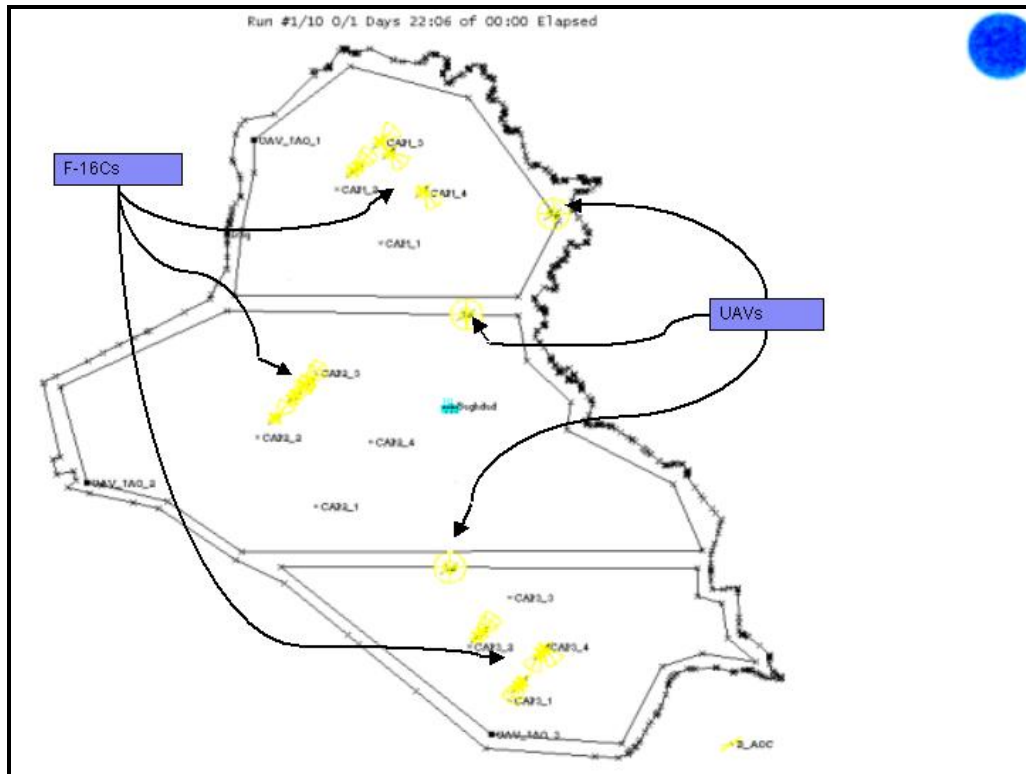 Run #1/10 0/1 Days 22:06 of 00:00 Elapsed
UAV_TAO_1
CAP1_3
F-16Cs
CAP1_2
CAP1_4
CAP1_1
UAVs
CAP2_3
Baghdad
CAP2_2
CAP2_4
UAV_TAO_2
CAP2_1
CAP3_3
CAP3_2
CAP3_4
CAP3_1
UAV_TAO_3